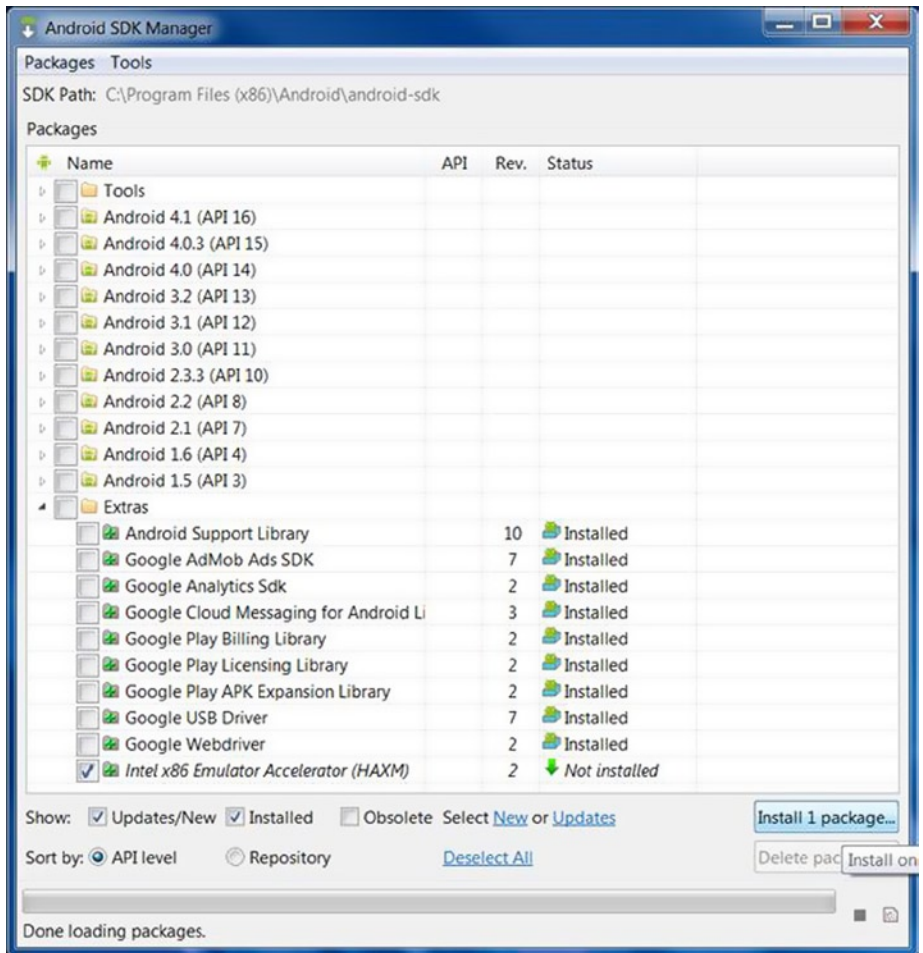 Android SDK Manager
Packages Tools
SDK Path: C:\Program Files (x86)\Android\android-sdk
Packages
Name API Rev. Status
Tools
Android 4.1 (API 16)
Android 4.0.3 (API 15)
Android 4.0 (API 14)
Android 3.2 (API 13)
Android 3.1 (API 12)
Android 3.0 (API 11)
Android 2.3.3 (API 10)
Android 2.2 (API 8)
Android 2.1 (API 7)
Android 1.6 (API 4)
Android 1.5 (API 3)
Extras
Android Support Library 10 Installed
Google AdMob Ads SDK 7 Installed
Google Analytics Sdk 2 Installed
Google Cloud Messaging for Android Li 3 Installed
Google Play Billing Library 2 Installed
Google Play Licensing Library 2 Installed
Google Play APK Expansion Library 2 Installed
Google USB Driver 7 Installed
Google Webdriver 2 Installed
Intel x86 Emulator Accelerator (HAXM) 2 Not installed
Show: Updates/New Installed Obsolete Select New or Updates Install 1 package...
Sort by: API level Repository Deselect All Delete pac Install on
Done loading packages.